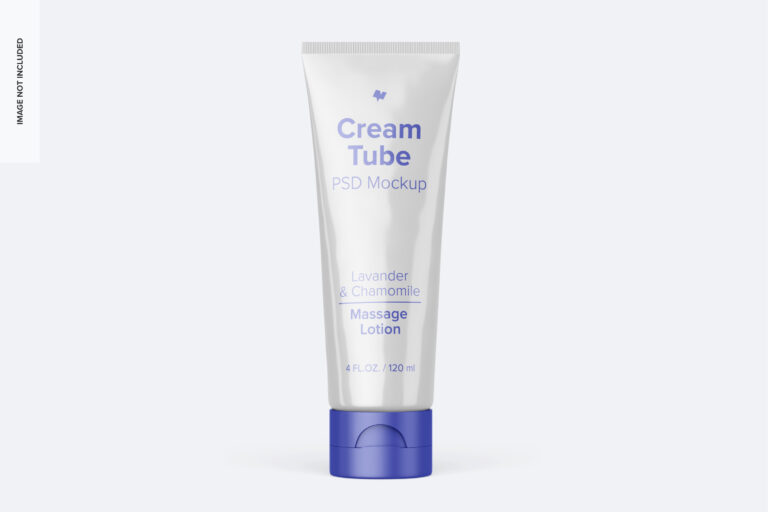 IMAGE NOT INCLUDED
Cream
Tube
PSD Mockup
Lavander
& Chamomile
Massage
Lotion
4 FL.OZ. / 120 ml